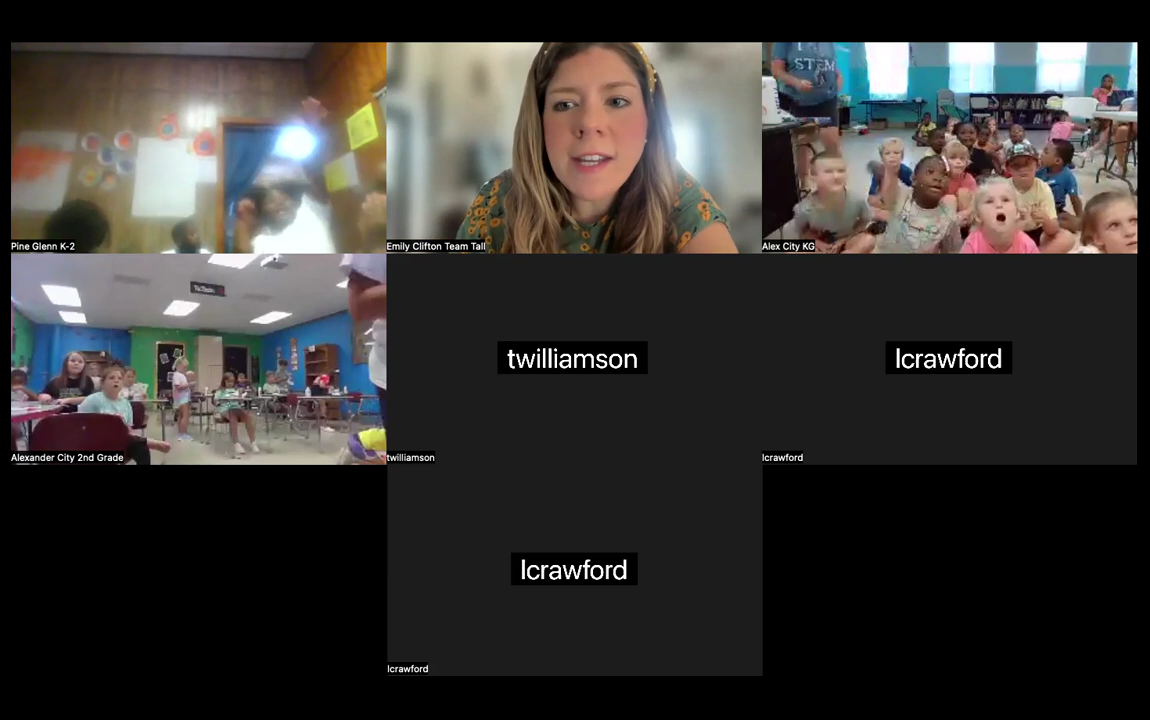 STEM
Pine Glenn K-2
Emily Clifton Team Tall
Alex City KG
twilliamson
lcrawford
Alexander City 2nd Grade
twilliamson
lcrawford
lcrawford
lcrawford